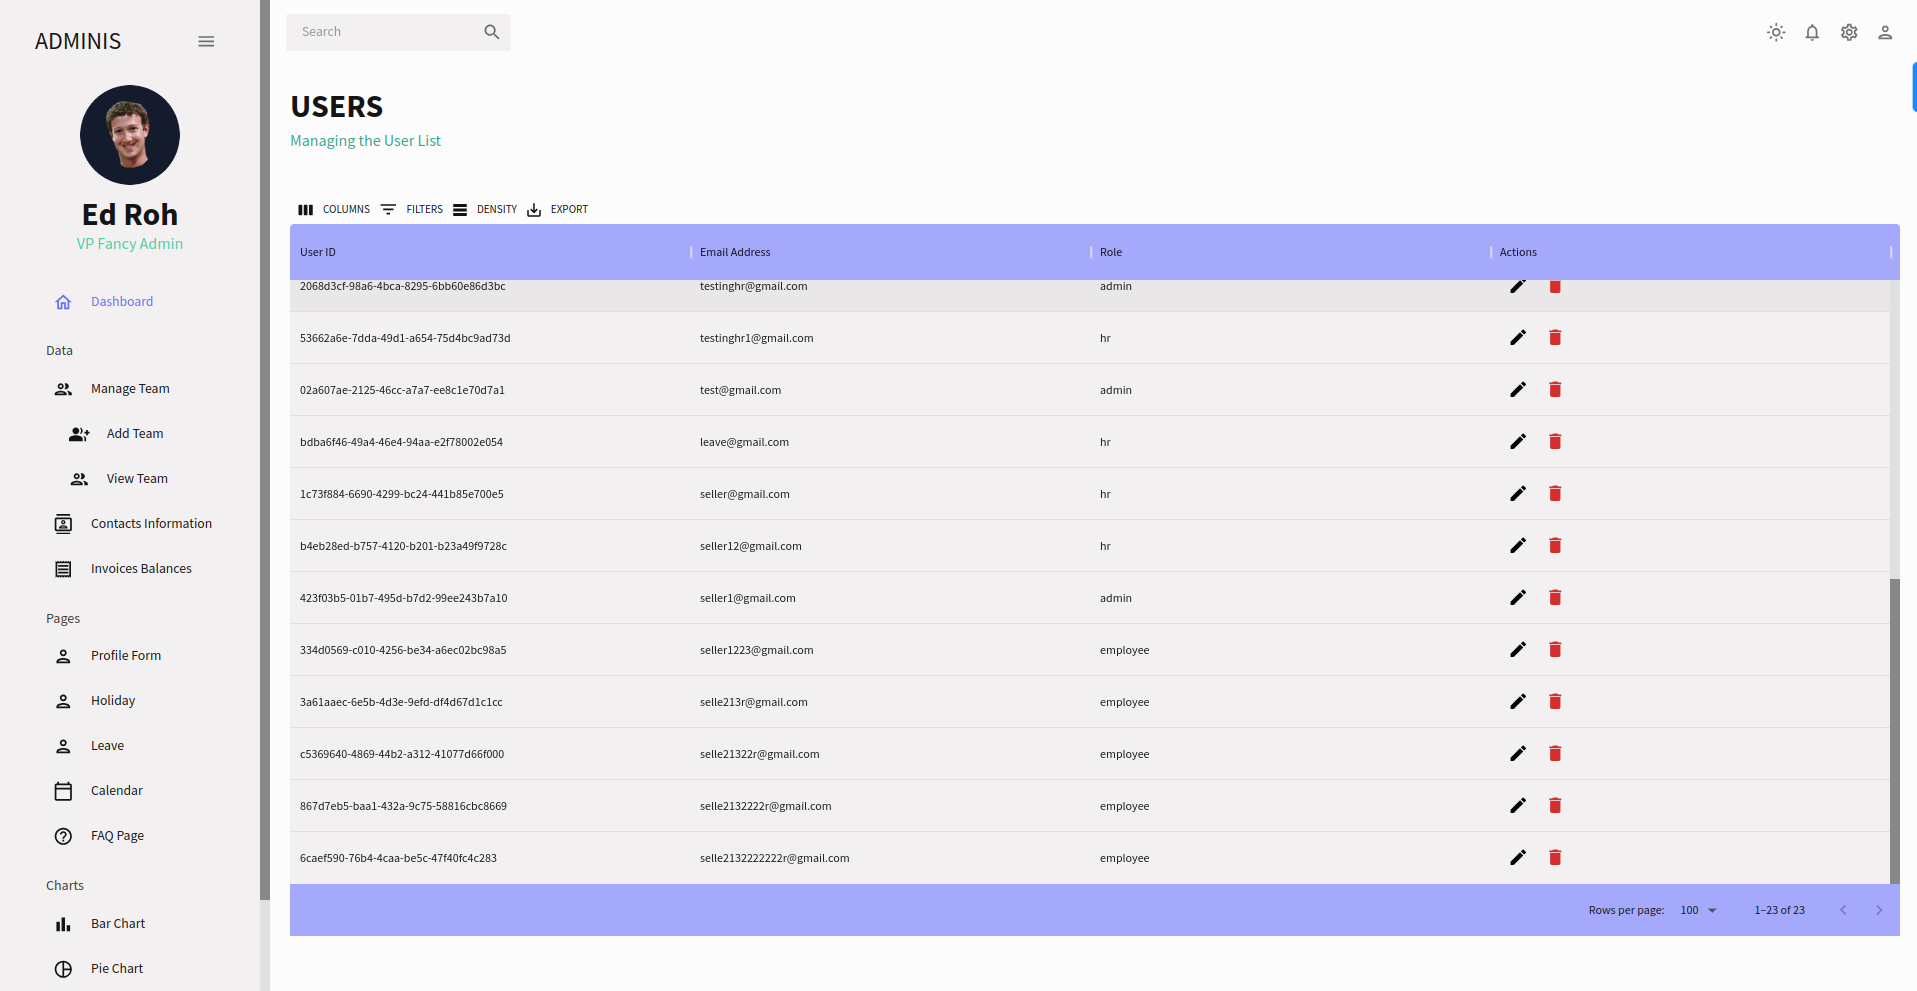 ADMINIS
Ed Roh
VP Fancy Admin
Dashboard
Data
Manage Team
Add Team
View Team
Contacts Information
Invoices Balances
Pages
Profile Form
Holiday
Leave
Calendar
FAQ Page
Charts
Bar Chart
Pie Chart
Search
USERS
Managing the User List
COLUMNS FILTERS DENSITY EXPORT
User ID Email Address Role Actions
2068d3cf-98a6-4bca-8295-6bb60e86d3bc testinghr@gmail.com admin
53662a6e-7dda-49d1-a654-75d4bc9ad73d testinghr1@gmail.com hr
02a607ae-2125-46cc-a7a7-ee8c1e70d7a1 test@gmail.com admin
bdba6f46-49a4-46e4-94aa-e2f78002e054 leave@gmail.com hr
1c73f884-6690-4299-bc24-441b85e700e5 seller@gmail.com hr
b4eb28ed-b757-4120-b201-b23a49f9728c seller12@gmail.com hr
423f03b5-01b7-495d-b7d2-99ee243b7a10 seller1@gmail.com admin
334d0569-c010-4256-be34-a6ec02bc98a5 seller1223@gmail.com employee
3a61aaec-6e5b-4d3e-9efd-df4d67d1c1cc selle213r@gmail.com employee
c5369640-4869-44b2-a312-41077d66f000 selle21322r@gmail.com employee
867d7eb5-baa1-432a-9c75-58816cbc8669 selle2132222r@gmail.com employee
6caef590-76b4-4caa-be5c-47f40fc4c283 selle2132222222r@gmail.com employee
Rows per page: 100 1–23 of 23